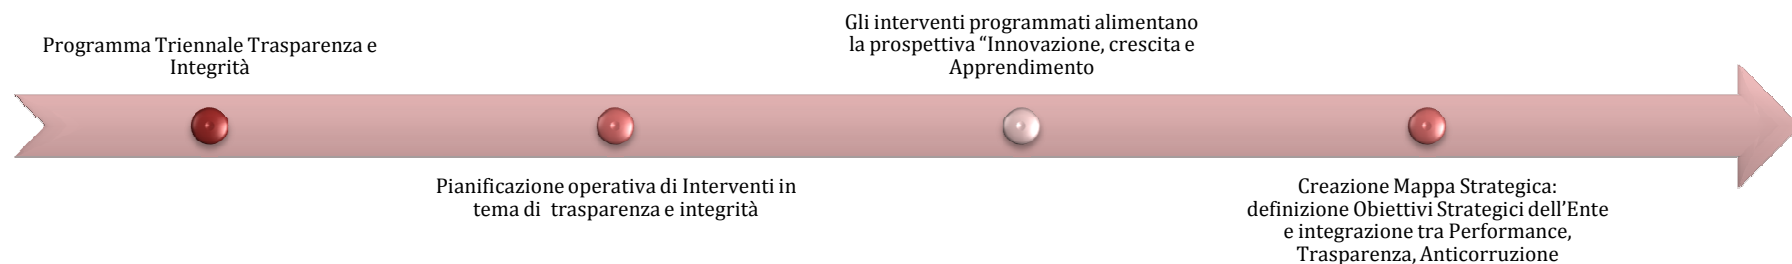 Programma Triennale Trasparenza e
Integrità
Pianificazione operativa di Interventi in
tema di  trasparenza e integrità
Gli interventi programmati alimentano
la prospettiva “Innovazione, crescita e
Apprendimento
Creazione Mappa Strategica:
definizione Obiettivi Strategici dell’Ente
e integrazione tra Performance,
Trasparenza, Anticorruzione